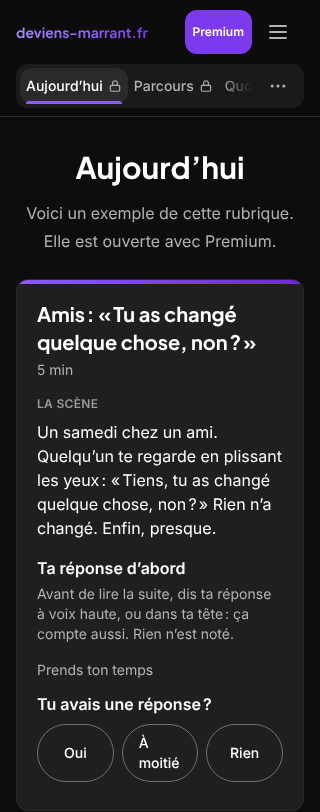 deviens-marrant.fr
Premium
Aujourd’hui
Parcours
Quo
Aujourd’hui
Voici un exemple de cette rubrique.
Elle est ouverte avec Premium.
Amis : « Tu as changé
quelque chose, non ? »
5 min
LA SCÈNE
Un samedi chez un ami.
Quelqu’un te regarde en plissant
les yeux : « Tiens, tu as changé
quelque chose, non ? » Rien n’a
changé. Enfin, presque.
Ta réponse d’abord
Avant de lire la suite, dis ta réponse
à voix haute, ou dans ta tête : ça
compte aussi. Rien n’est noté.
Prends ton temps
Tu avais une réponse ?
Oui
À
moitié
Rien